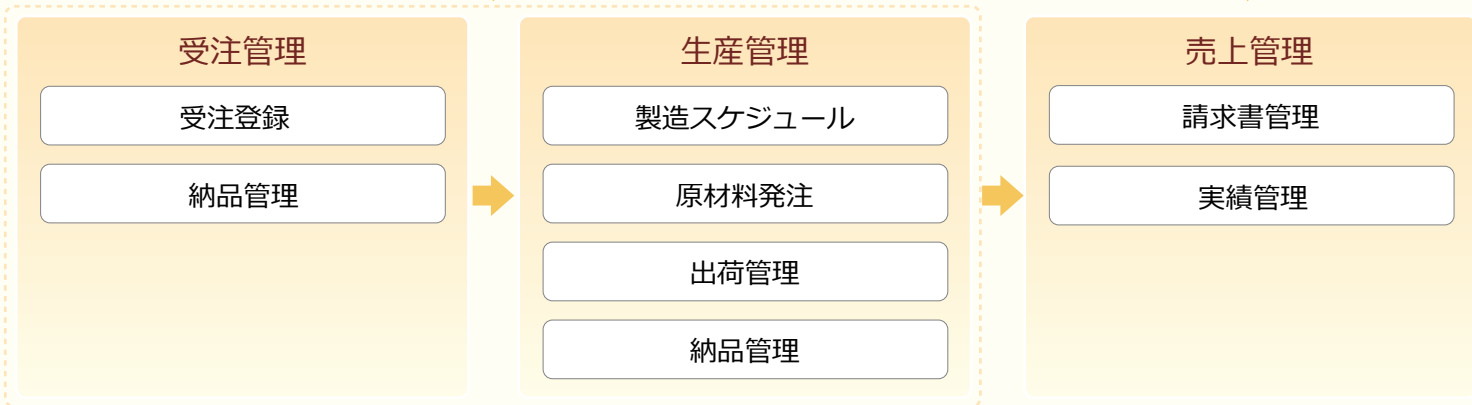 受注管理
受注登録
納品管理
生産管理
製造スケジュール
原材料発注
出荷管理
納品管理
売上管理
請求書管理
実績管理